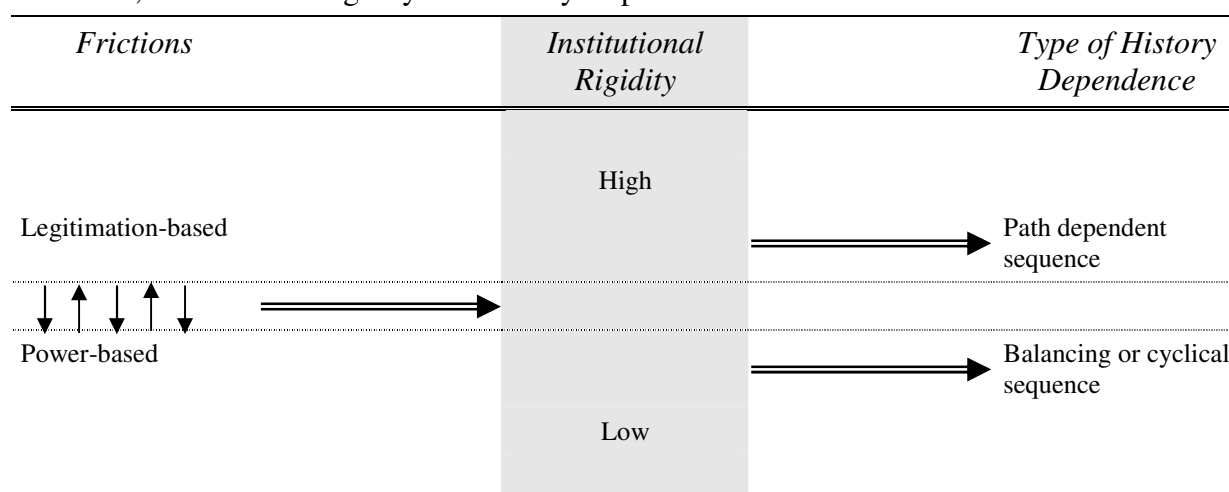 Frictions
Institutional
Rigidity
Type of History
Dependence
High
Legitimation-based
Path dependent
sequence
Power-based
Balancing or cyclical
sequence
Low